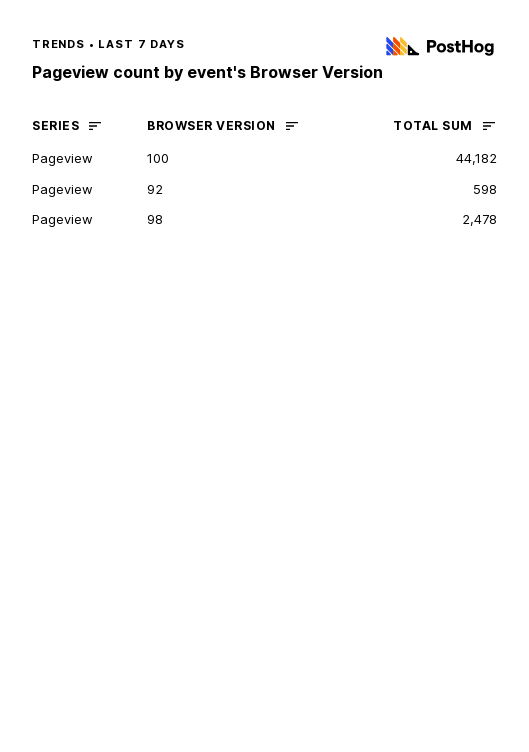 TRENDS • LAST 7 DAYS
PostHog
Pageview count by event's Browser Version
SERIES BROWSER VERSION TOTAL SUM
Pageview 100 44,182
Pageview 92 598
Pageview 98 2,478